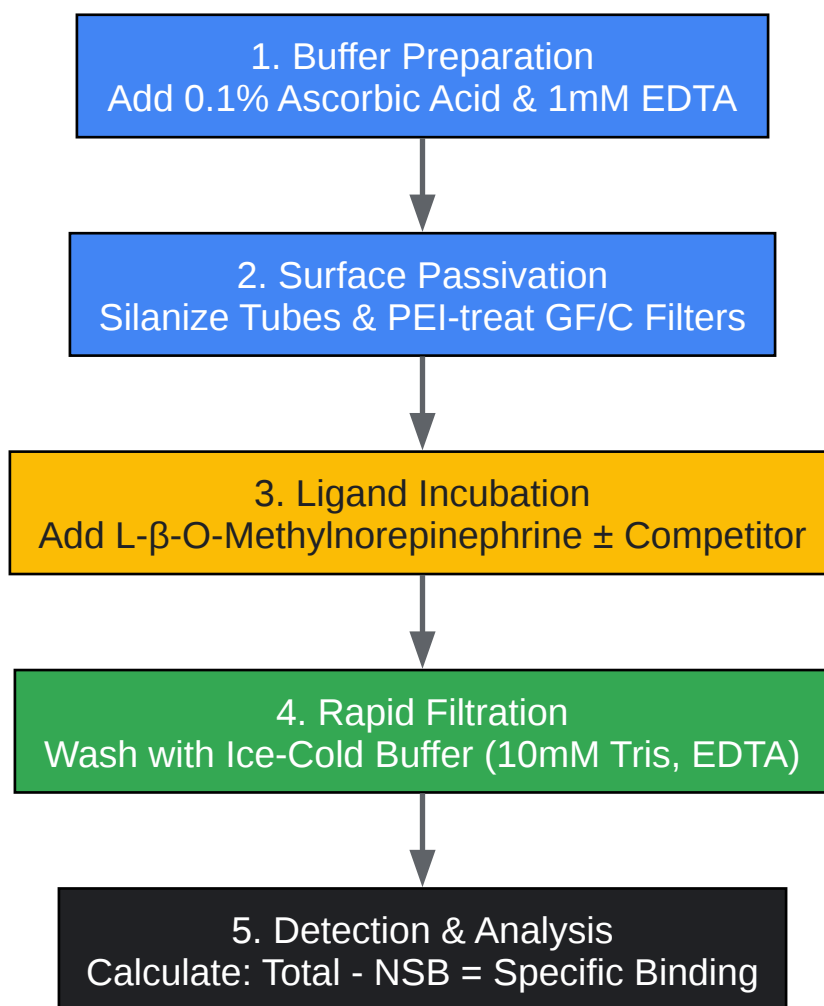 1. Buffer Preparation
Add 0.1% Ascorbic Acid & 1mM EDTA
2. Surface Passivation
Silanize Tubes & PEI-treat GF/C Filters
3. Ligand Incubation
Add L-β-O-Methylnorepinephrine ± Competitor
4. Rapid Filtration
Wash with Ice-Cold Buffer (10mM Tris, EDTA)
5. Detection & Analysis
Calculate: Total - NSB = Specific Binding